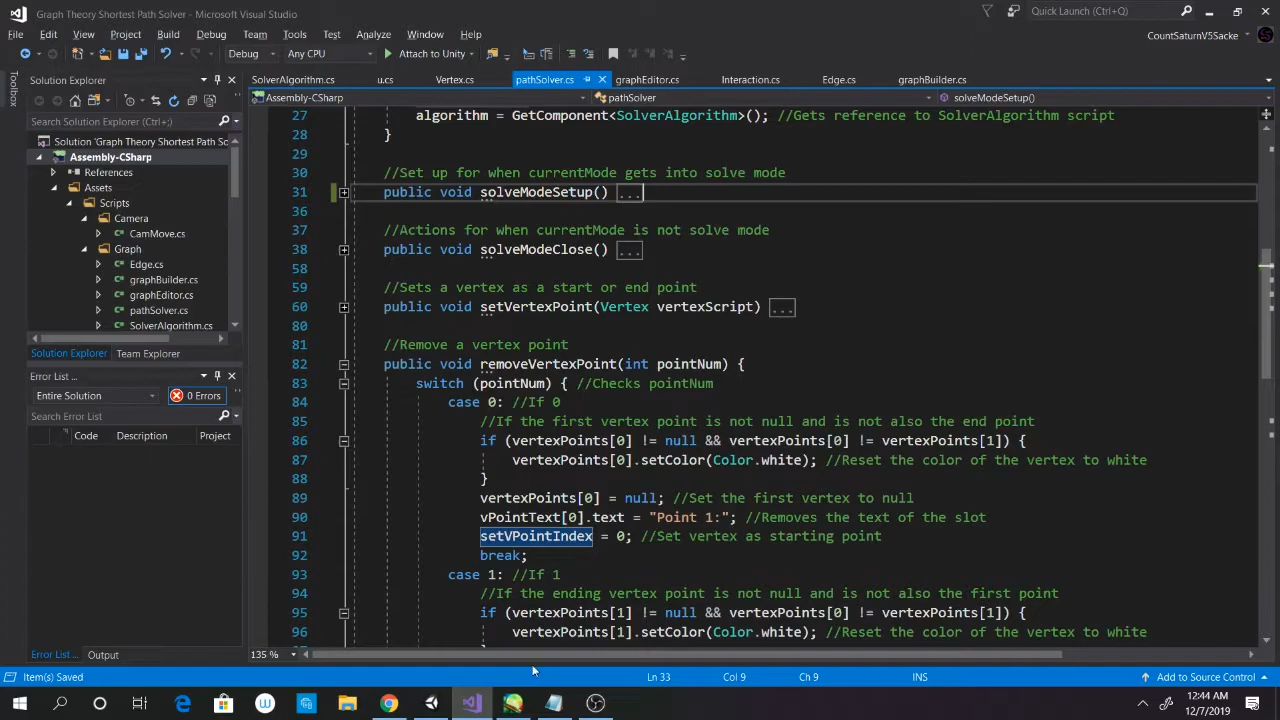 Graph Theory Shortest Path Solver - Microsoft Visual Studio
Quick Launch (Ctrl+Q)
File Edit View Project Build Debug Team Tools Test Analyze Window Help
CountSaturnV5Sacke
Debug Any CPU Attach to Unity
Toolbox
Solution Explorer
Search Solution Explorer (Ctrl+;)
Solution 'Graph Theory Shortest Path So
Assembly-CSharp
References
Assets
Scripts
Camera
CamMove.cs
Graph
Edge.cs
graphBuilder.cs
graphEditor.cs
pathSolver.cs
SolverAlgorithm.cs
Solution Explorer Team Explorer
Error List ...
Entire Solution 0 Errors
Search Error List
Code Description Project
Error List ... Output
SolverAlgorithm.cs u.cs Vertex.cs pathSolver.cs graphEditor.cs Interaction.cs Edge.cs graphBuilder.cs
Assembly-CSharp pathSolver solveModeSetup()
27 algorithm = GetComponent<SolverAlgorithm>(); //Gets reference to SolverAlgorithm script
28 }
29
30 //Set up for when currentMode gets into solve mode
31 public void solveModeSetup() ...
36
37 //Actions for when currentMode is not solve mode
38 public void solveModeClose() ...
58
59 //Sets a vertex as a start or end point
60 public void setVertexPoint(Vertex vertexScript) ...
80
81 //Remove a vertex point
82 public void removeVertexPoint(int pointNum) {
83 switch (pointNum) { //Checks pointNum
84 case 0: //If 0
85 //If the first vertex point is not null and is not also the end point
86 if (vertexPoints[0] != null && vertexPoints[0] != vertexPoints[1]) {
87 vertexPoints[0].setColor(Color.white); //Reset the color of the vertex to white
88 }
89 vertexPoints[0] = null; //Set the first vertex to null
90 vPointText[0].text = "Point 1:"; //Removes the text of the slot
91 setVPointIndex = 0; //Set vertex as starting point
92 break;
93 case 1: //If 1
94 //If the ending vertex point is not null and is not also the first point
95 if (vertexPoints[1] != null && vertexPoints[0] != vertexPoints[1]) {
96 vertexPoints[1].setColor(Color.white); //Reset the color of the vertex to white
135 %
Item(s) Saved Ln 33 Col 9 Ch 9 INS Add to Source Control
12:44 AM
12/7/2019